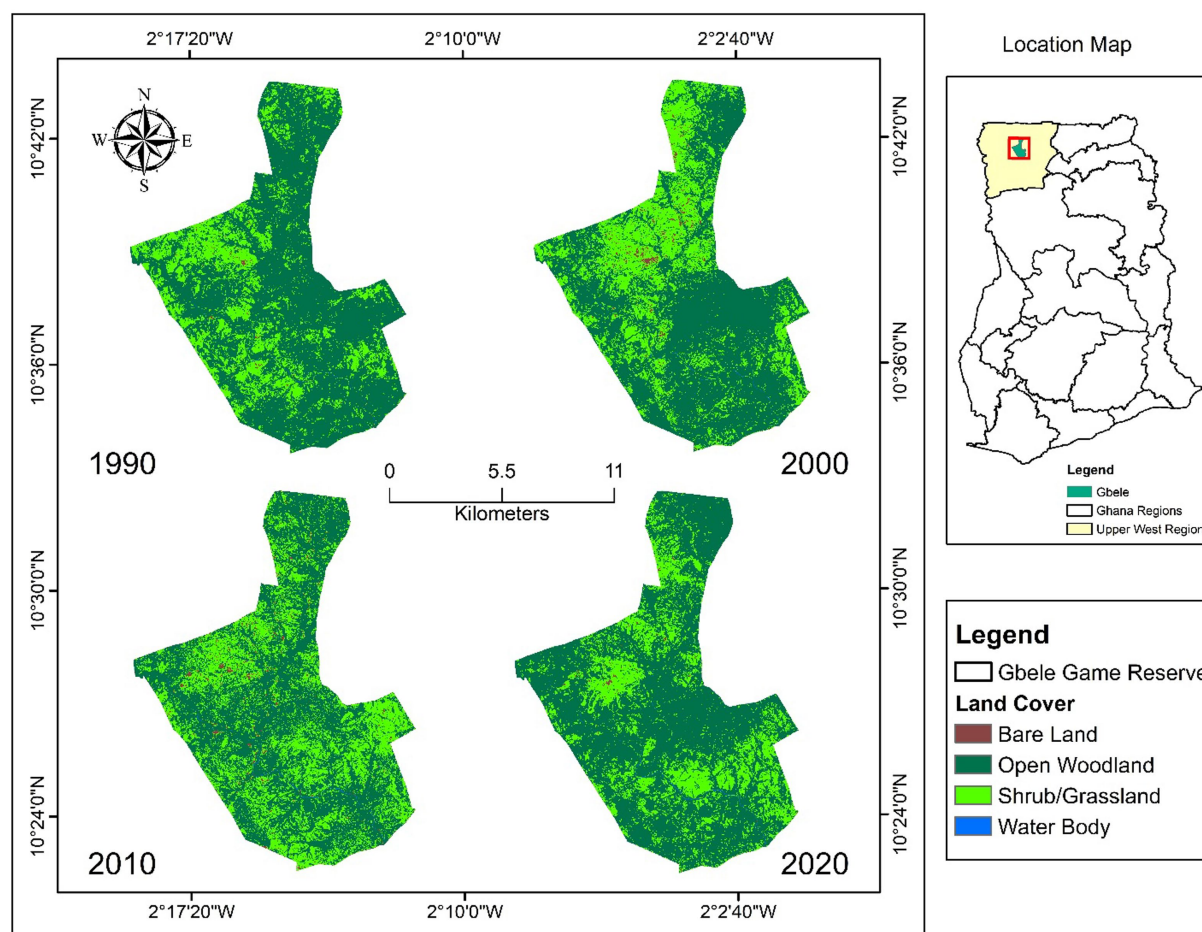 2°17'20"W
2°10'0"W
2°2'40"W
Location Map
N
W
E
S
10°42'0"N
10°42'0"N
10°36'0"N
10°36'0"N
1990
2000
0
5.5
11
Kilometers
Legend
Gbele
Ghana Regions
Upper West Region
10°30'0"N
10°30'0"N
10°24'0"N
10°24'0"N
2010
2020
2°17'20"W
2°10'0"W
2°2'40"W
Legend
Gbele Game Reserve
Land Cover
Bare Land
Open Woodland
Shrub/Grassland
Water Body